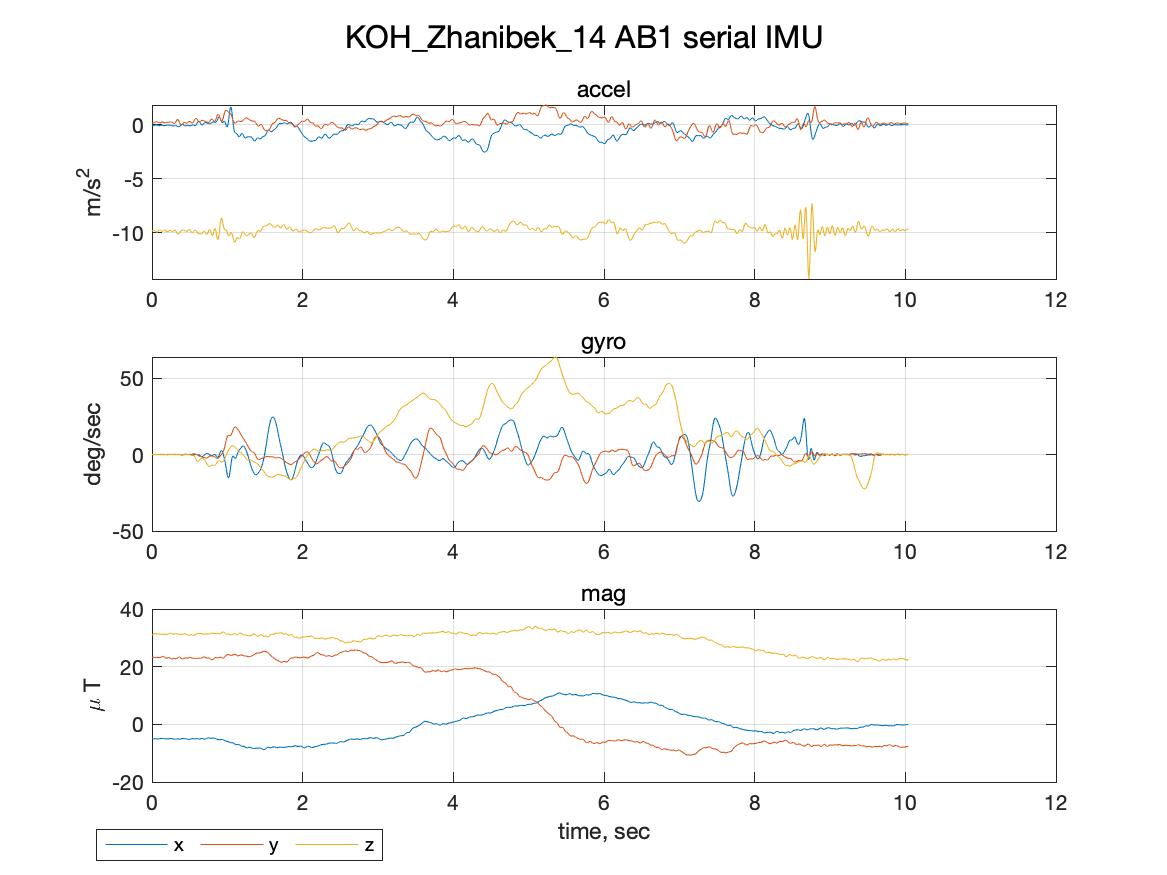 KOH_Zhanibek_14 AB1 serial IMU
accel
0
-5
-10
m/s²
0 2 4 6 8 10 12
gyro
50
0
-50
deg/sec
0 2 4 6 8 10 12
mag
40
20
0
-20
μ T
0 2 4 6 8 10 12
time, sec
x y z